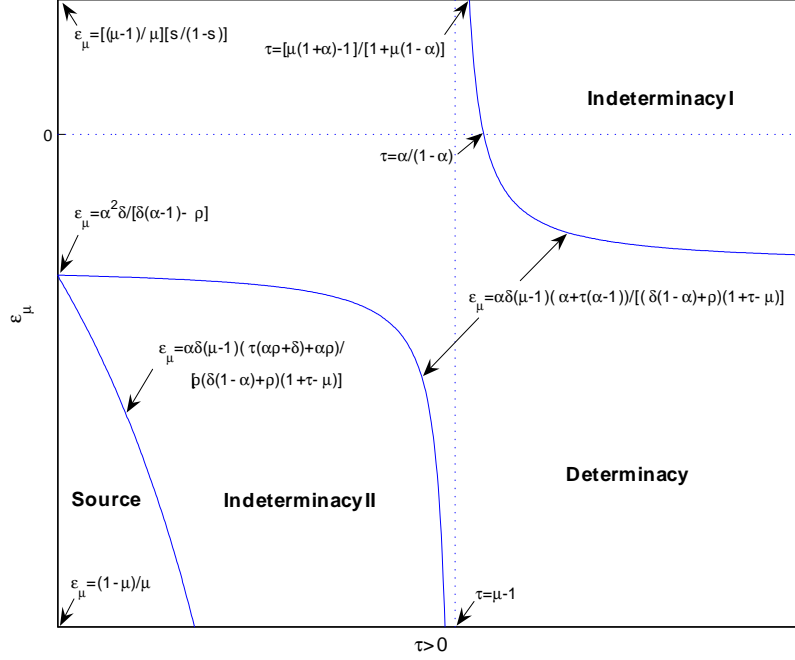 ε_μ=[(μ-1)/ μ][s/(1-s)]
τ=[μ(1+α)-1]/[1+μ(1-α)]
Indeterminacy I
0
τ=α/(1-α)
ε_μ=α²δ/[δ(α-1)- ρ]
ε_μ
ε_μ=αδ(μ-1)( α+τ(α-1))/[( δ(1-α)+ρ)(1+τ- μ)]
ε_μ=αδ(μ-1)( τ(αρ+δ)+αρ)/
[ρ(δ(1-α)+ρ)(1+τ- μ)]
Determinacy
Source
Indeterminacy II
ε_μ=(1-μ)/μ
τ=μ-1
τ>0